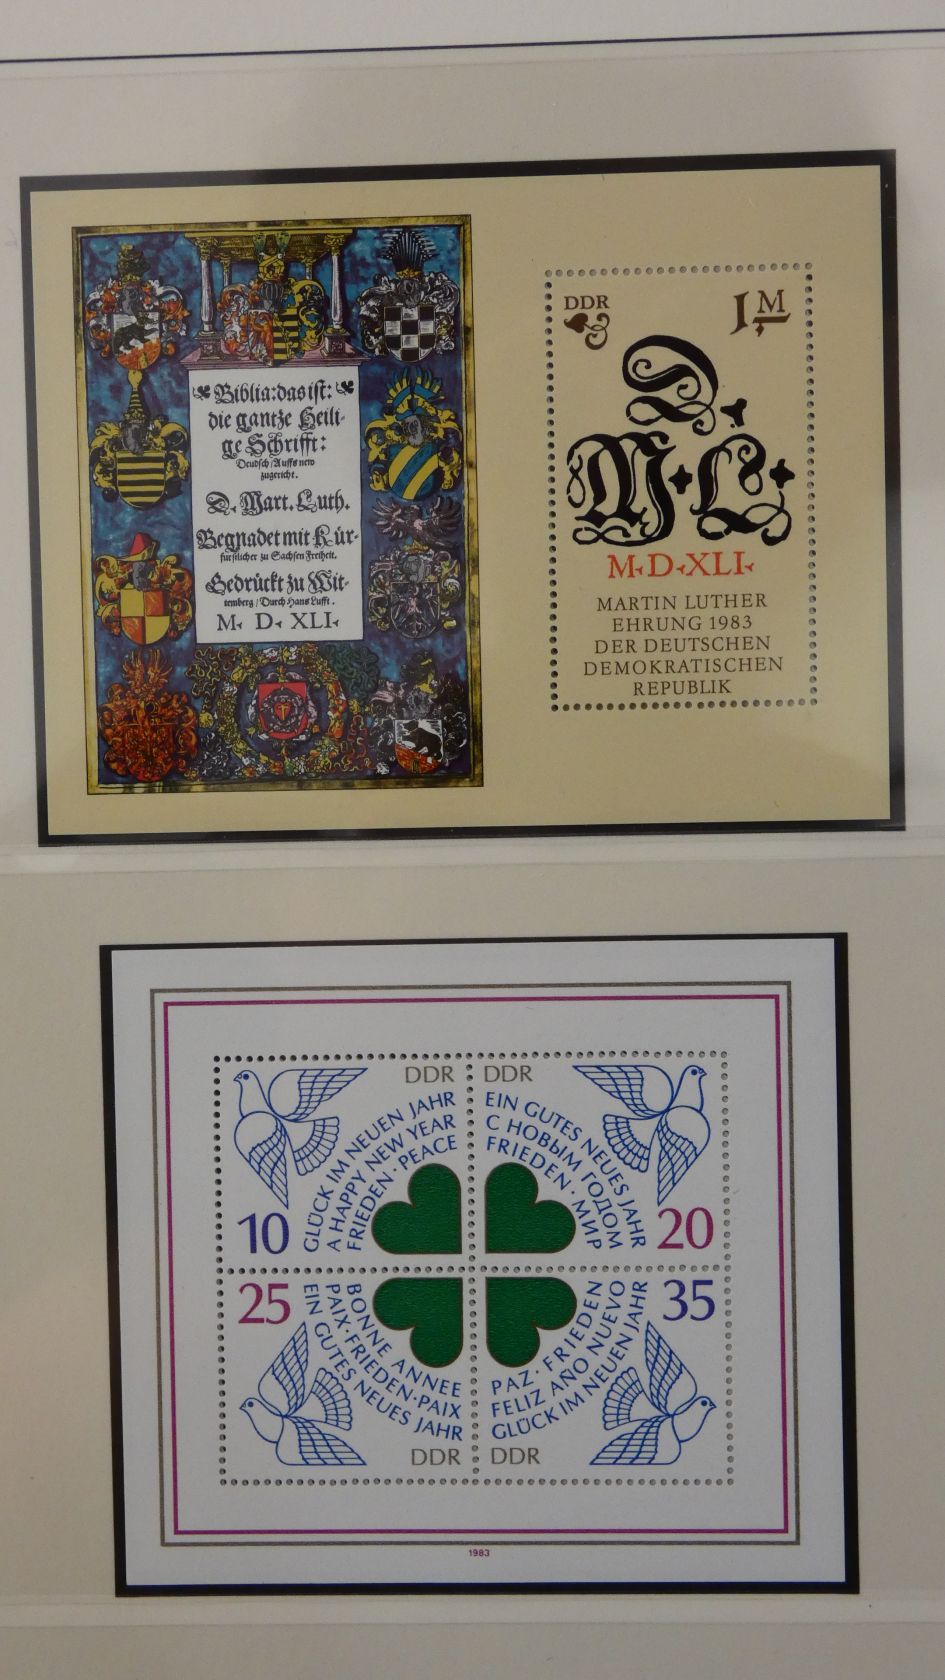 Biblia: das ist:
die gantze Heili-
ge Schrifft:
Deudsch / Auffs new
zugericht.
D. Mart. Luth.
Begnadet mit Kür-
fürstlicher zu Sachsen Freiheit.
Gedrückt zu Wit-
temberg / Durch Hans Lufft.
M. D. XLI.
DDR
1 M
D.
M. L.
M·D·XLI·
MARTIN LUTHER
EHRUNG 1983
DER DEUTSCHEN
DEMOKRATISCHEN
REPUBLIK
DDR
GLÜCK IM NEUEN JAHR
A HAPPY NEW YEAR
FRIEDEN · PEACE
10
DDR
EIN GUTES NEUES JAHR
С НОВЫМ ГОДОМ
FRIEDEN · МИР
20
25
BONNE ANNEE
PAIX · FRIEDEN · PAIX
EIN GUTES NEUES JAHR
DDR
35
PAZ · FRIEDEN
FELIZ AÑO NUEVO
GLÜCK IM NEUEN JAHR
DDR
1983